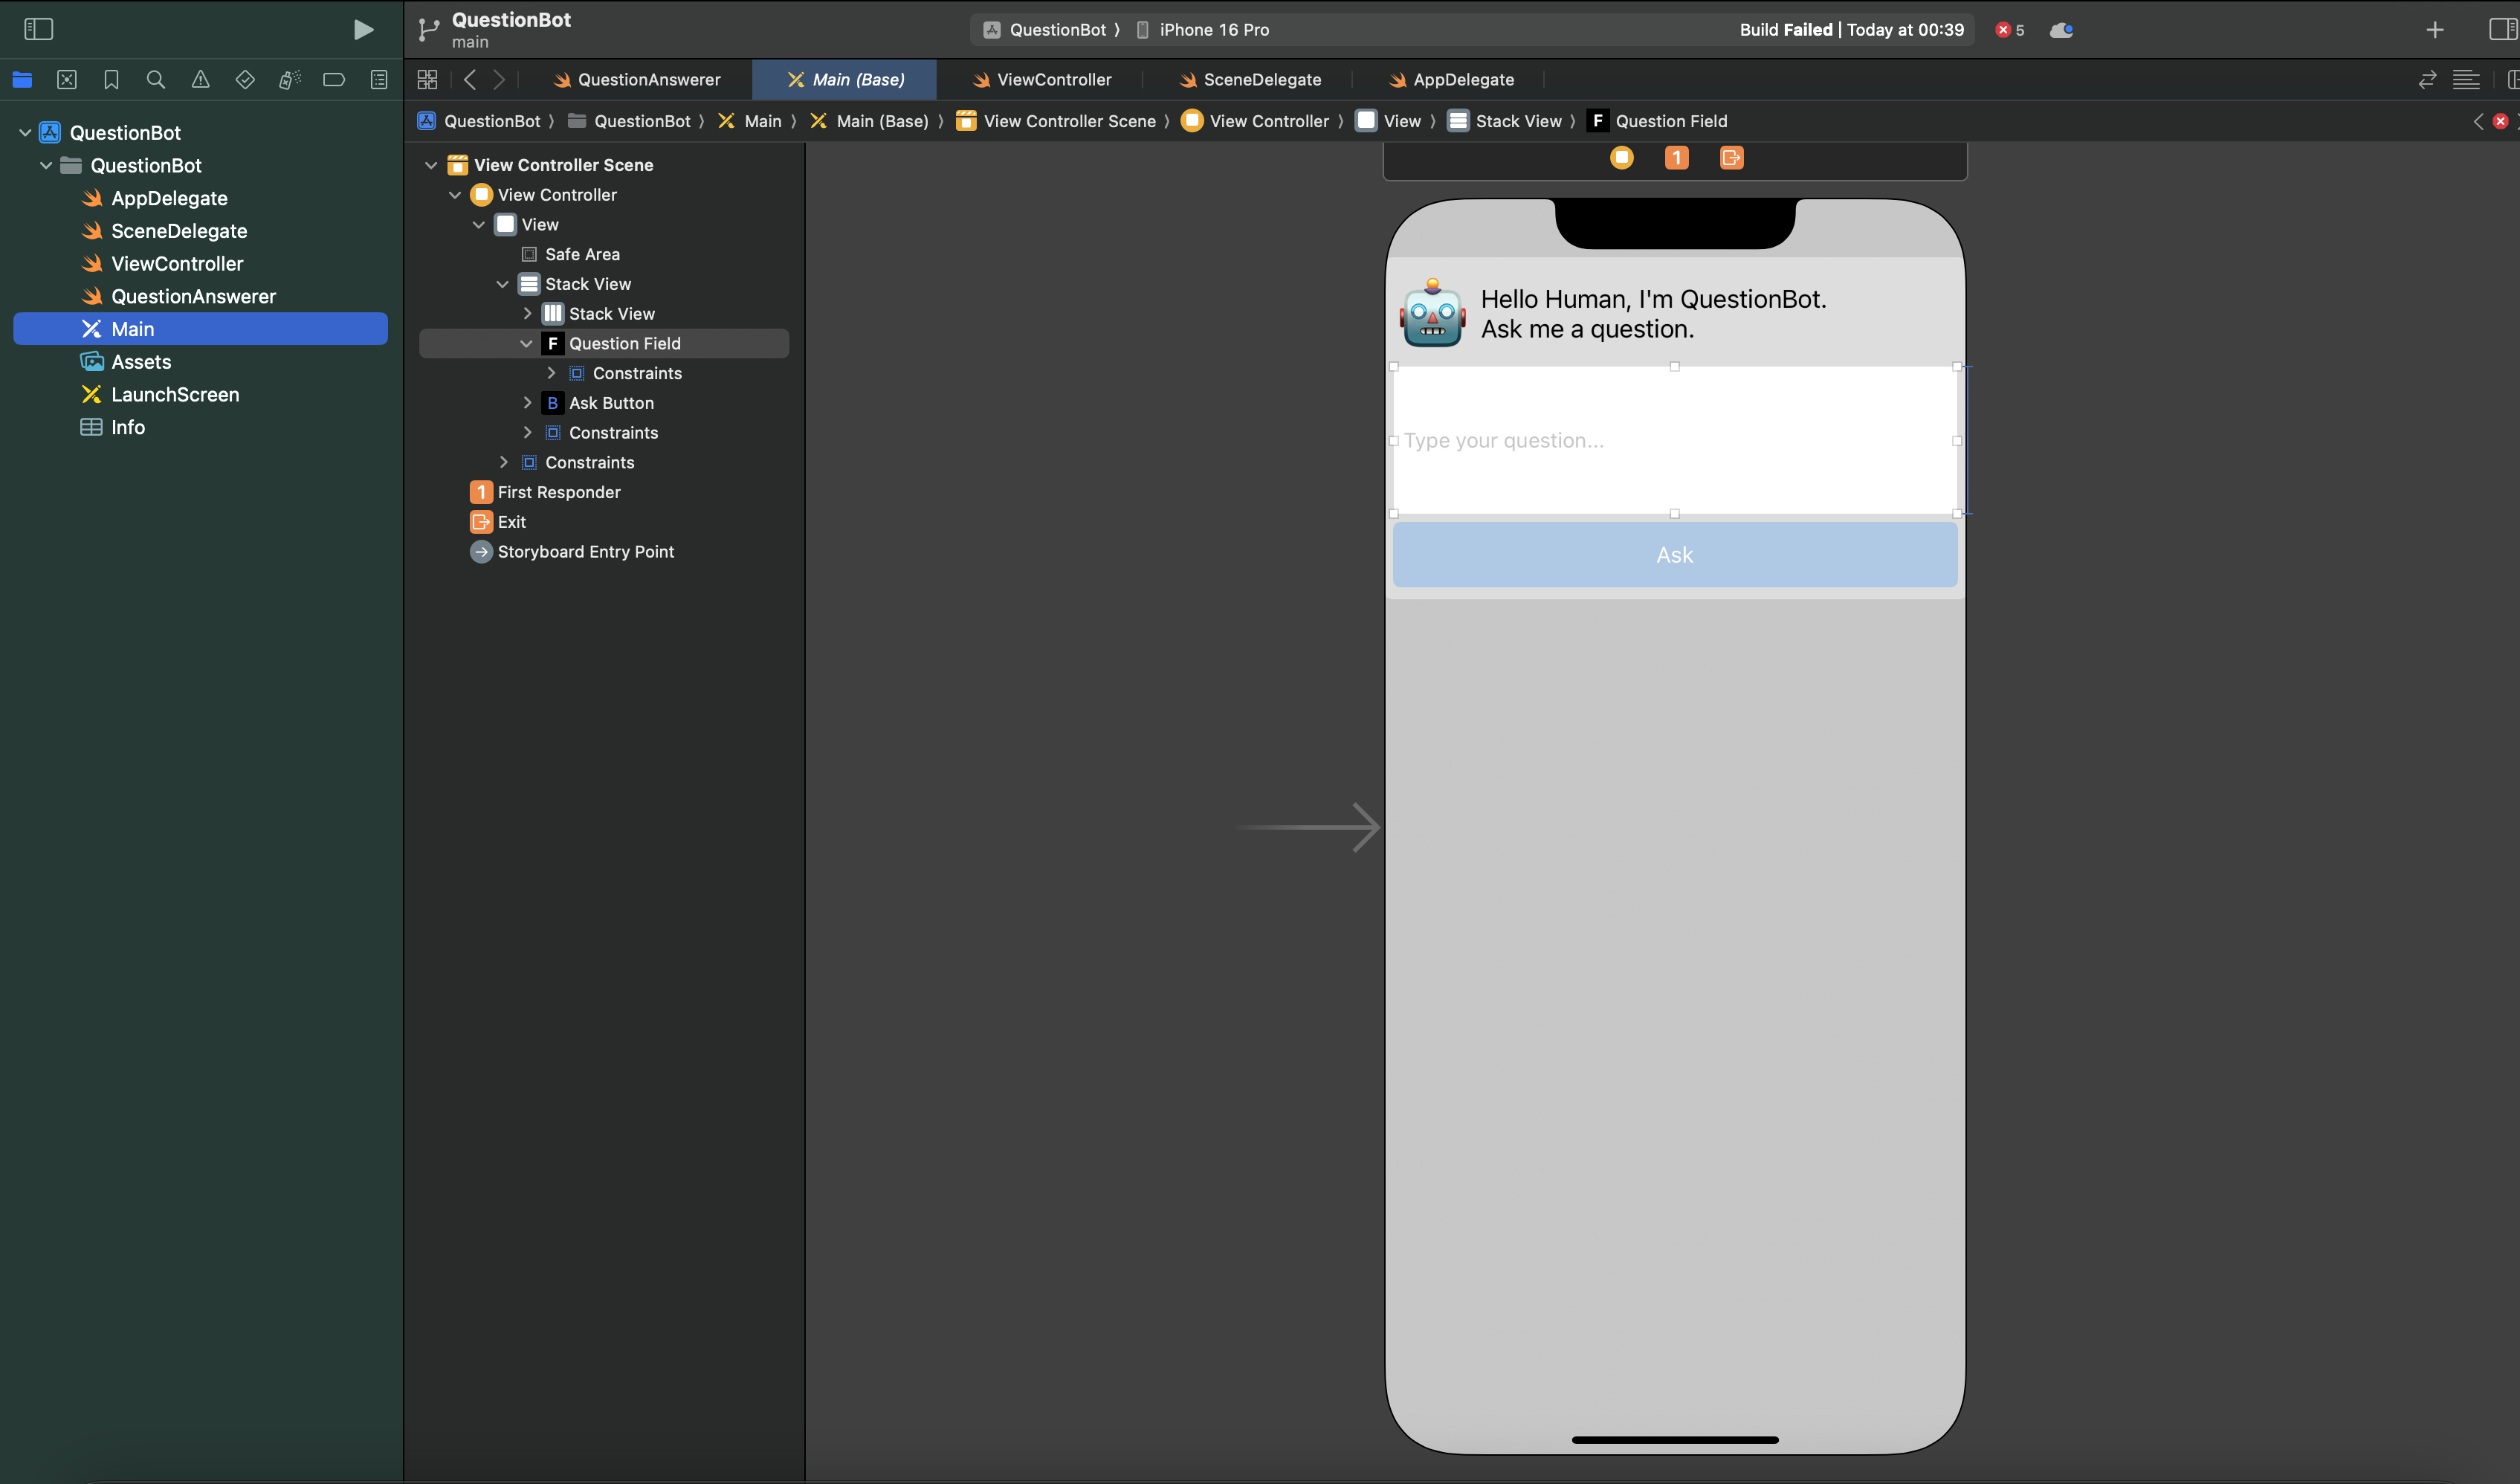 QuestionBot
main
QuestionBot
iPhone 16 Pro
Build Failed | Today at 00:39
5
QuestionAnswerer
Main (Base)
ViewController
SceneDelegate
AppDelegate
QuestionBot
QuestionBot
Main
Main (Base)
View Controller Scene
View Controller
View
Stack View
F Question Field
QuestionBot
QuestionBot
AppDelegate
SceneDelegate
ViewController
QuestionAnswerer
Main
Assets
LaunchScreen
Info
View Controller Scene
View Controller
View
Safe Area
Stack View
Stack View
F Question Field
Constraints
B Ask Button
Constraints
Constraints
1 First Responder
Exit
Storyboard Entry Point
1
Hello Human, I'm QuestionBot.
Ask me a question.
Type your question...
Ask